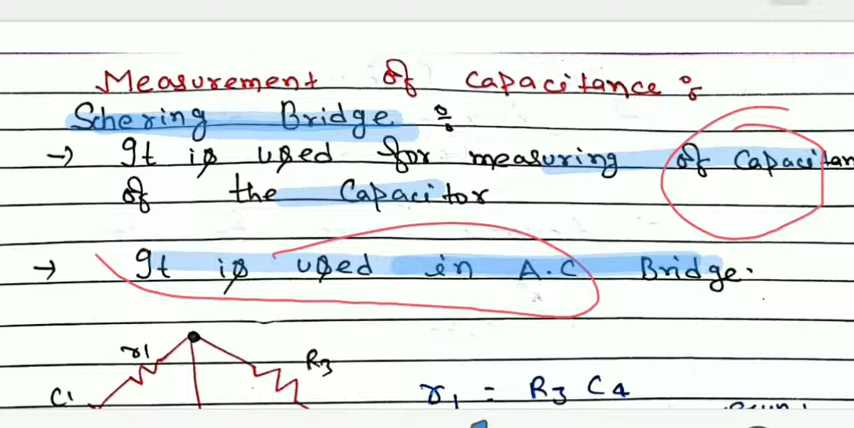 Measurement of Capacitance :
Schering Bridge :
→ It is used for measuring of Capacitan
of the Capacitor
→ It is used in A.C Bridge.
r1
R3
C1
r1 = R3 C4